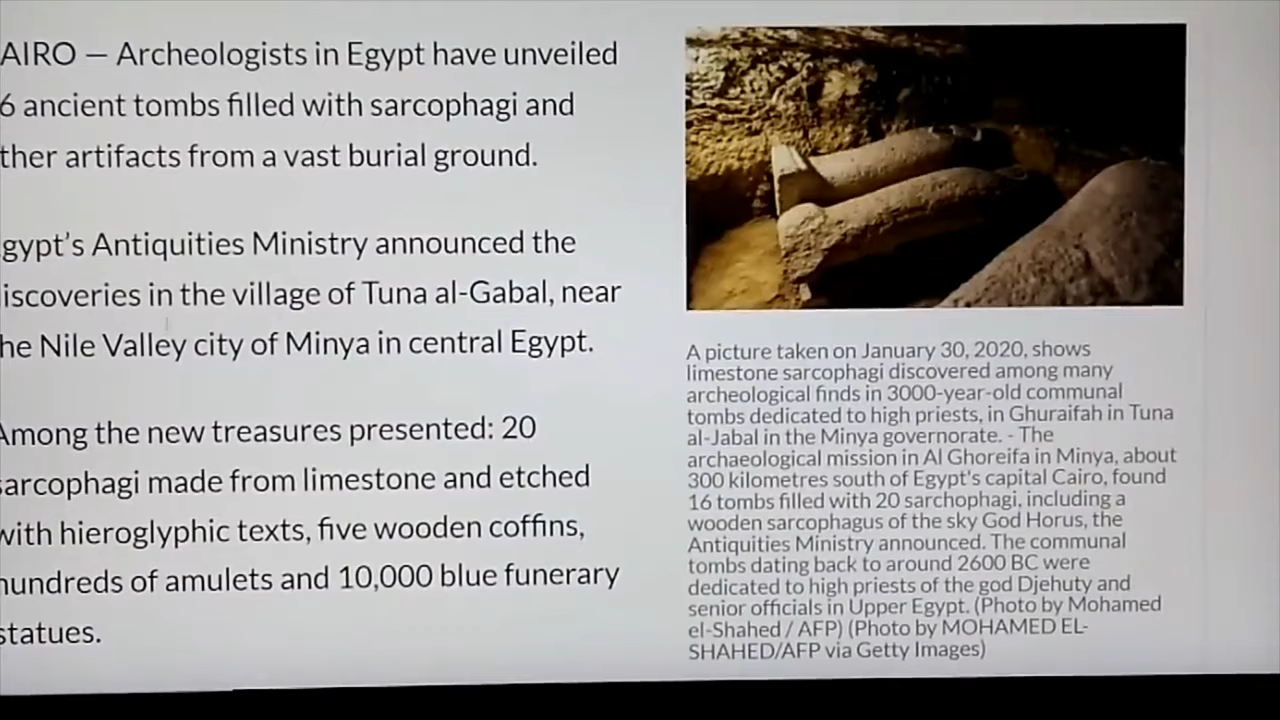 AIRO — Archeologists in Egypt have unveiled
6 ancient tombs filled with sarcophagi and
ther artifacts from a vast burial ground.
gypt's Antiquities Ministry announced the
iscoveries in the village of Tuna al-Gabal, near
he Nile Valley city of Minya in central Egypt.
Among the new treasures presented: 20
sarcophagi made from limestone and etched
with hieroglyphic texts, five wooden coffins,
hundreds of amulets and 10,000 blue funerary
statues.
A picture taken on January 30, 2020, shows
limestone sarcophagi discovered among many
archeological finds in 3000-year-old communal
tombs dedicated to high priests, in Ghuraifah in Tuna
al-Jabal in the Minya governorate. - The
archaeological mission in Al Ghoreifa in Minya, about
300 kilometres south of Egypt's capital Cairo, found
16 tombs filled with 20 sarchophagi, including a
wooden sarcophagus of the sky God Horus, the
Antiquities Ministry announced. The communal
tombs dating back to around 2600 BC were
dedicated to high priests of the god Djehuty and
senior officials in Upper Egypt. (Photo by Mohamed
el-Shahed / AFP) (Photo by MOHAMED EL-
SHAHED/AFP via Getty Images)